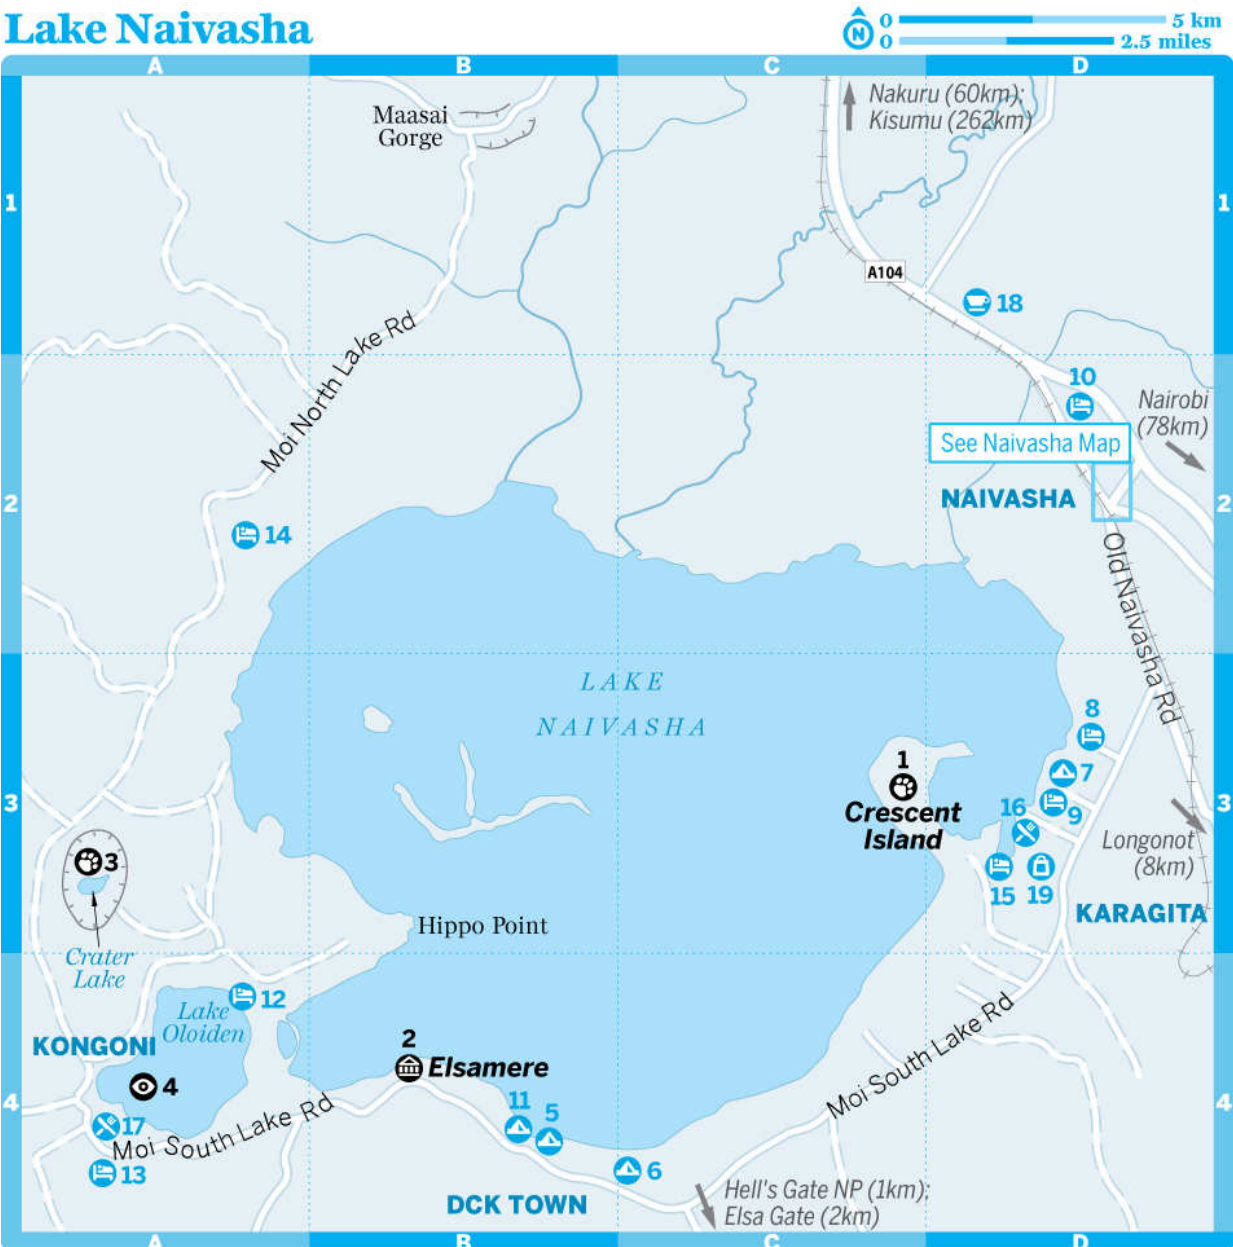 Lake Naivasha
N
0 5 km
0 2.5 miles
A B C D
Maasai
Gorge
Nakuru (60km);
Kisumu (262km)
1 1
A104
18
Moi North Lake Rd
10
Nairobi
(78km)
See Naivasha Map
NAIVASHA
2 2
14
Old Naivasha Rd
LAKE
NAIVASHA
8
1
7
Crescent
Island
16
9
3 3
Longonot
(8km)
3
15
19
KARAGITA
Hippo Point
Crater
Lake
12
Lake
Oloiden
KONGONI
2
Elsamere
4
Moi South Lake Rd
4 4
11
5
17
Moi South Lake Rd
13
6
DCK TOWN
Hell's Gate NP (1km);
Elsa Gate (2km)
A B C D